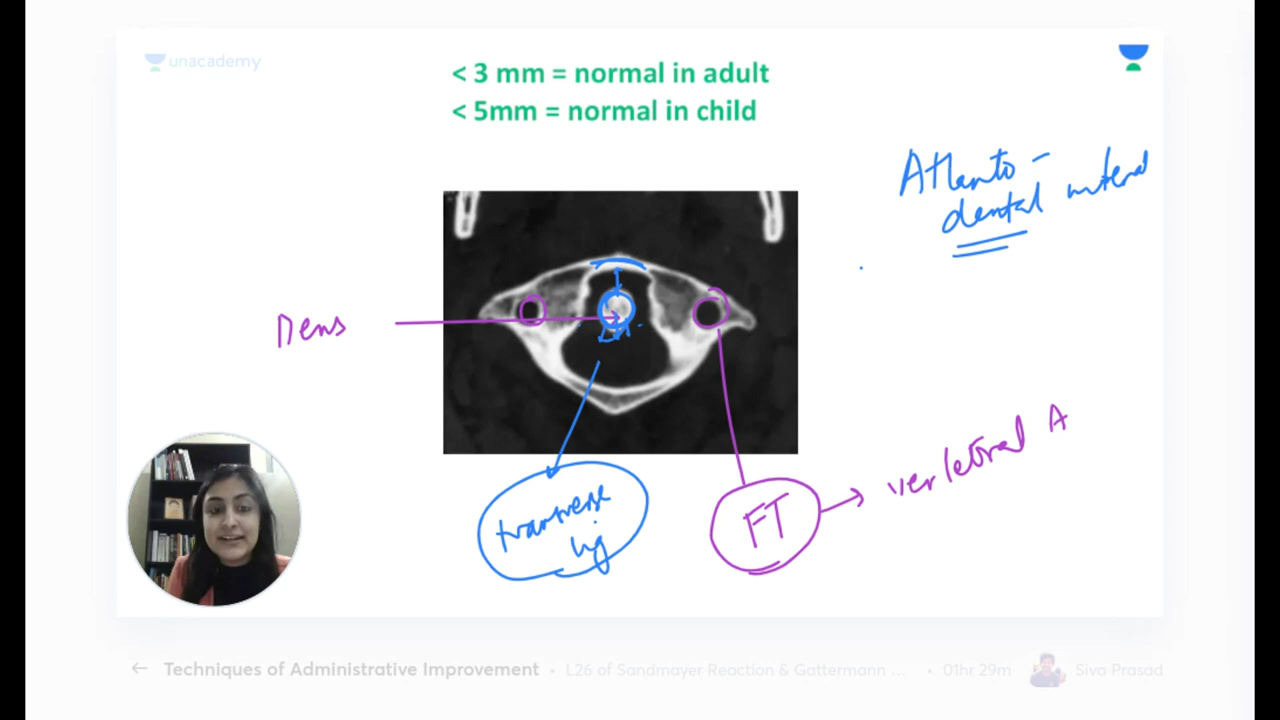 unacademy
< 3 mm = normal in adult
< 5mm = normal in child
Atlanto-
dental interval
Dens
transverse
lig
FT
vertebral A
Techniques of Administrative Improvement • L26 of Sandmayer Reaction & Gattermann ... • 01hr 29m Siva Prasad